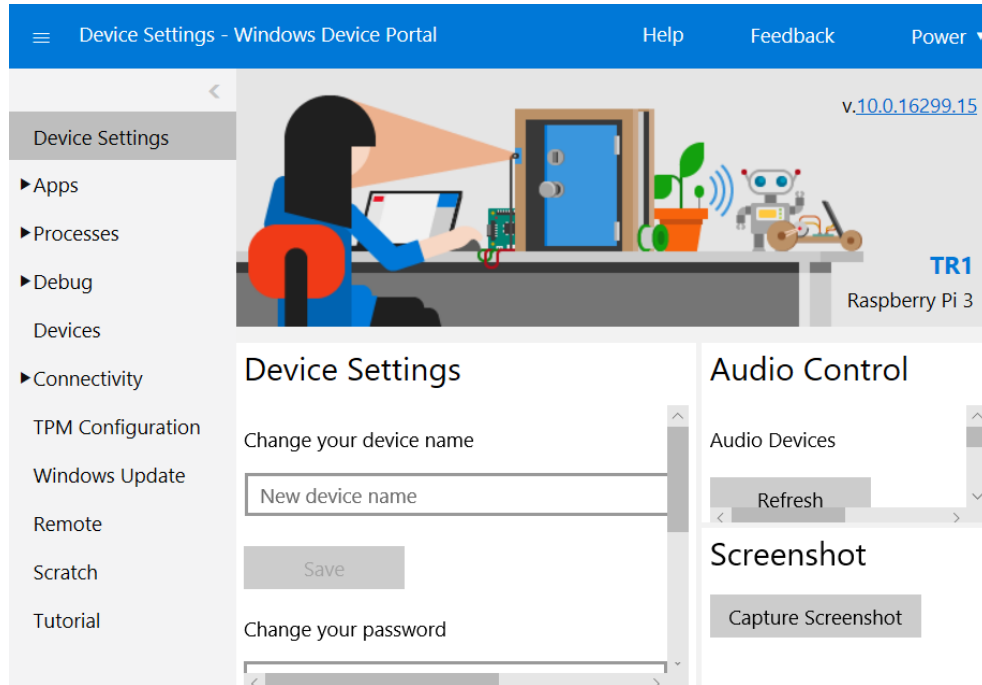 Device Settings - Windows Device Portal
Help
Feedback
Power
v.10.0.16299.15
TR1
Raspberry Pi 3
Device Settings
Apps
Processes
Debug
Devices
Connectivity
TPM Configuration
Windows Update
Remote
Scratch
Tutorial
Device Settings
Change your device name
New device name
Save
Change your password
Audio Control
Audio Devices
Refresh
Screenshot
Capture Screenshot